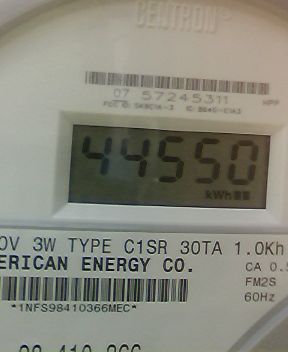 CENTRON
07 57245311
HPP
44550
kWh
0V 3W TYPE C1SR 30TA 1.0Kh
ERICAN ENERGY CO.
CA 0.5
FM2S
60Hz
*1NFS98410366MEC*